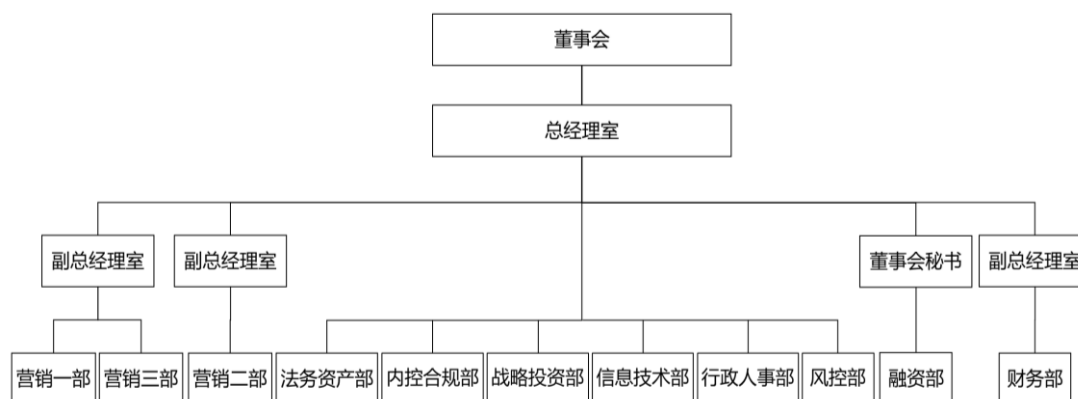 董事会
总经理室
副总经理室
副总经理室
董事会秘书
副总经理室
营销一部
营销三部
营销二部
法务资产部
内控合规部
战略投资部
信息技术部
行政人事部
风控部
融资部
财务部